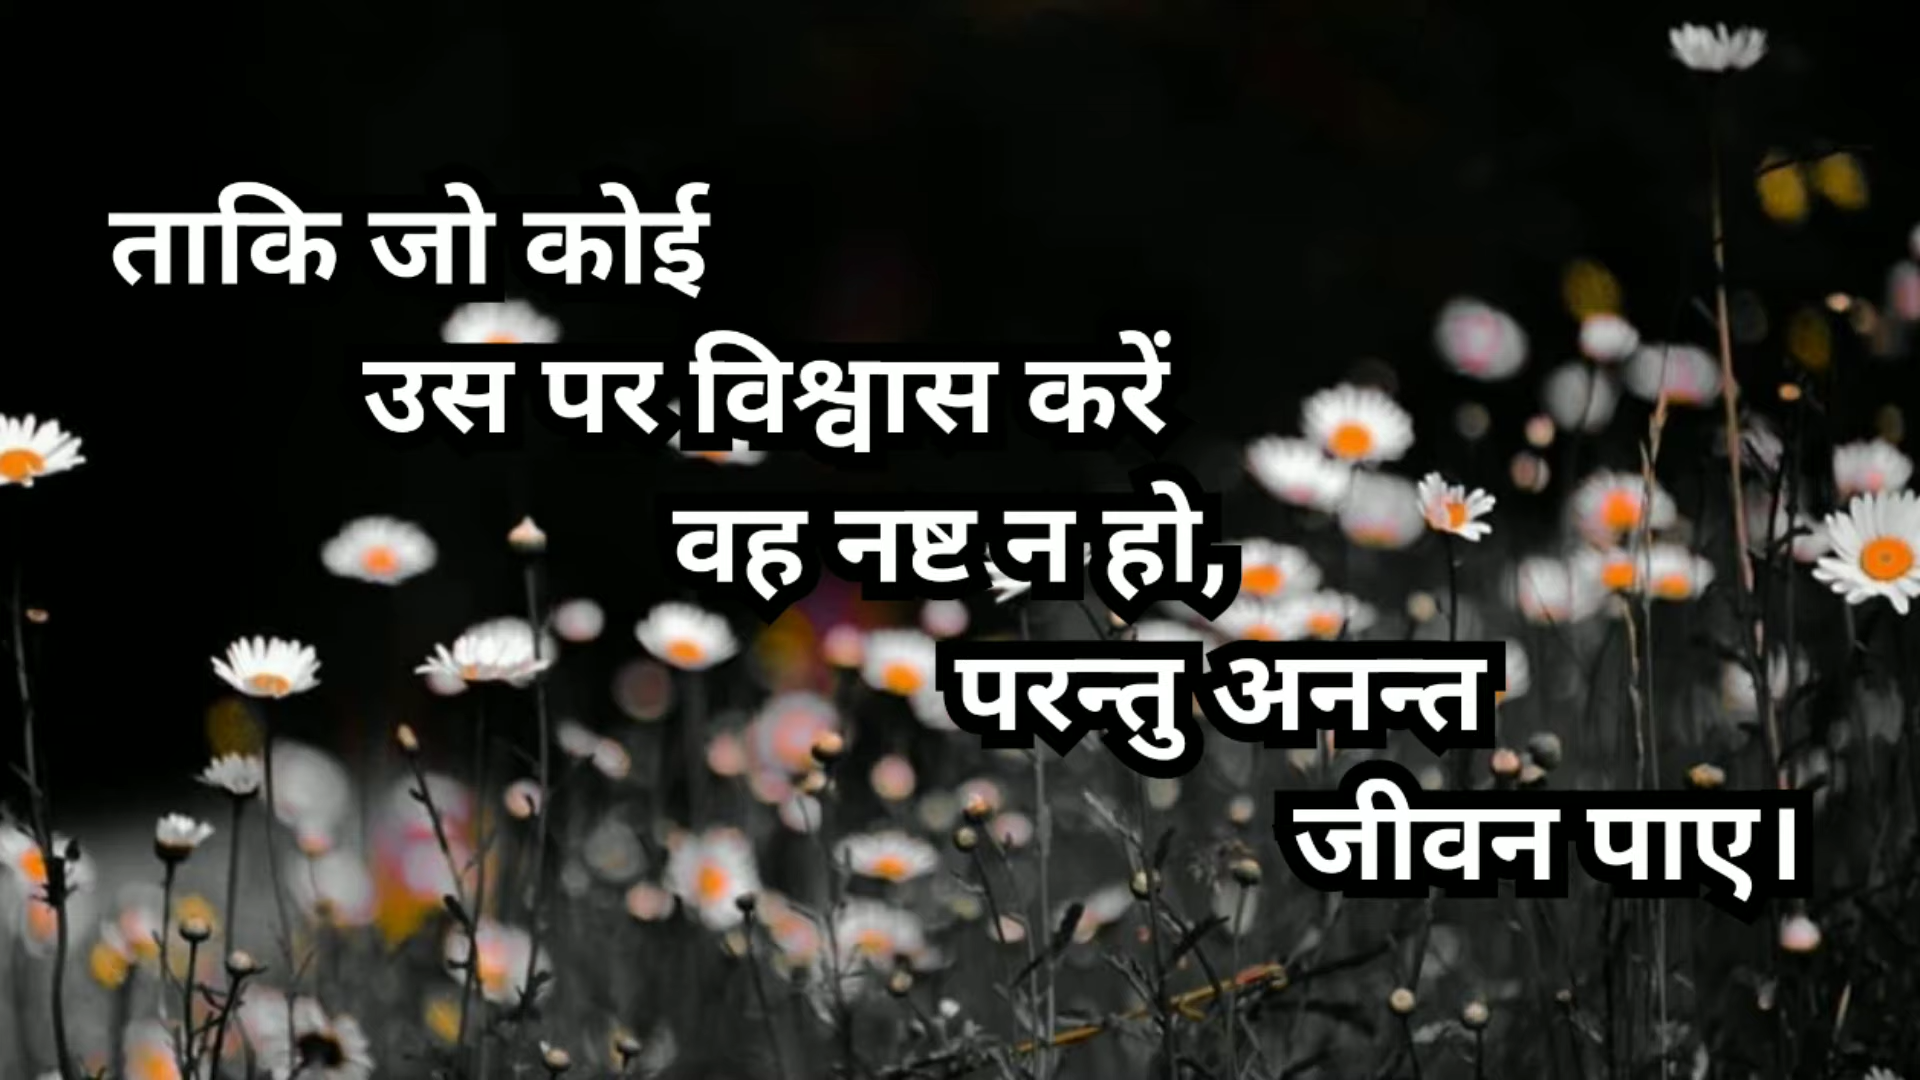 ताकि जो कोई
उस पर विश्वास करें
वह नष्ट न हो,
परन्तु अनन्त
जीवन पाए।